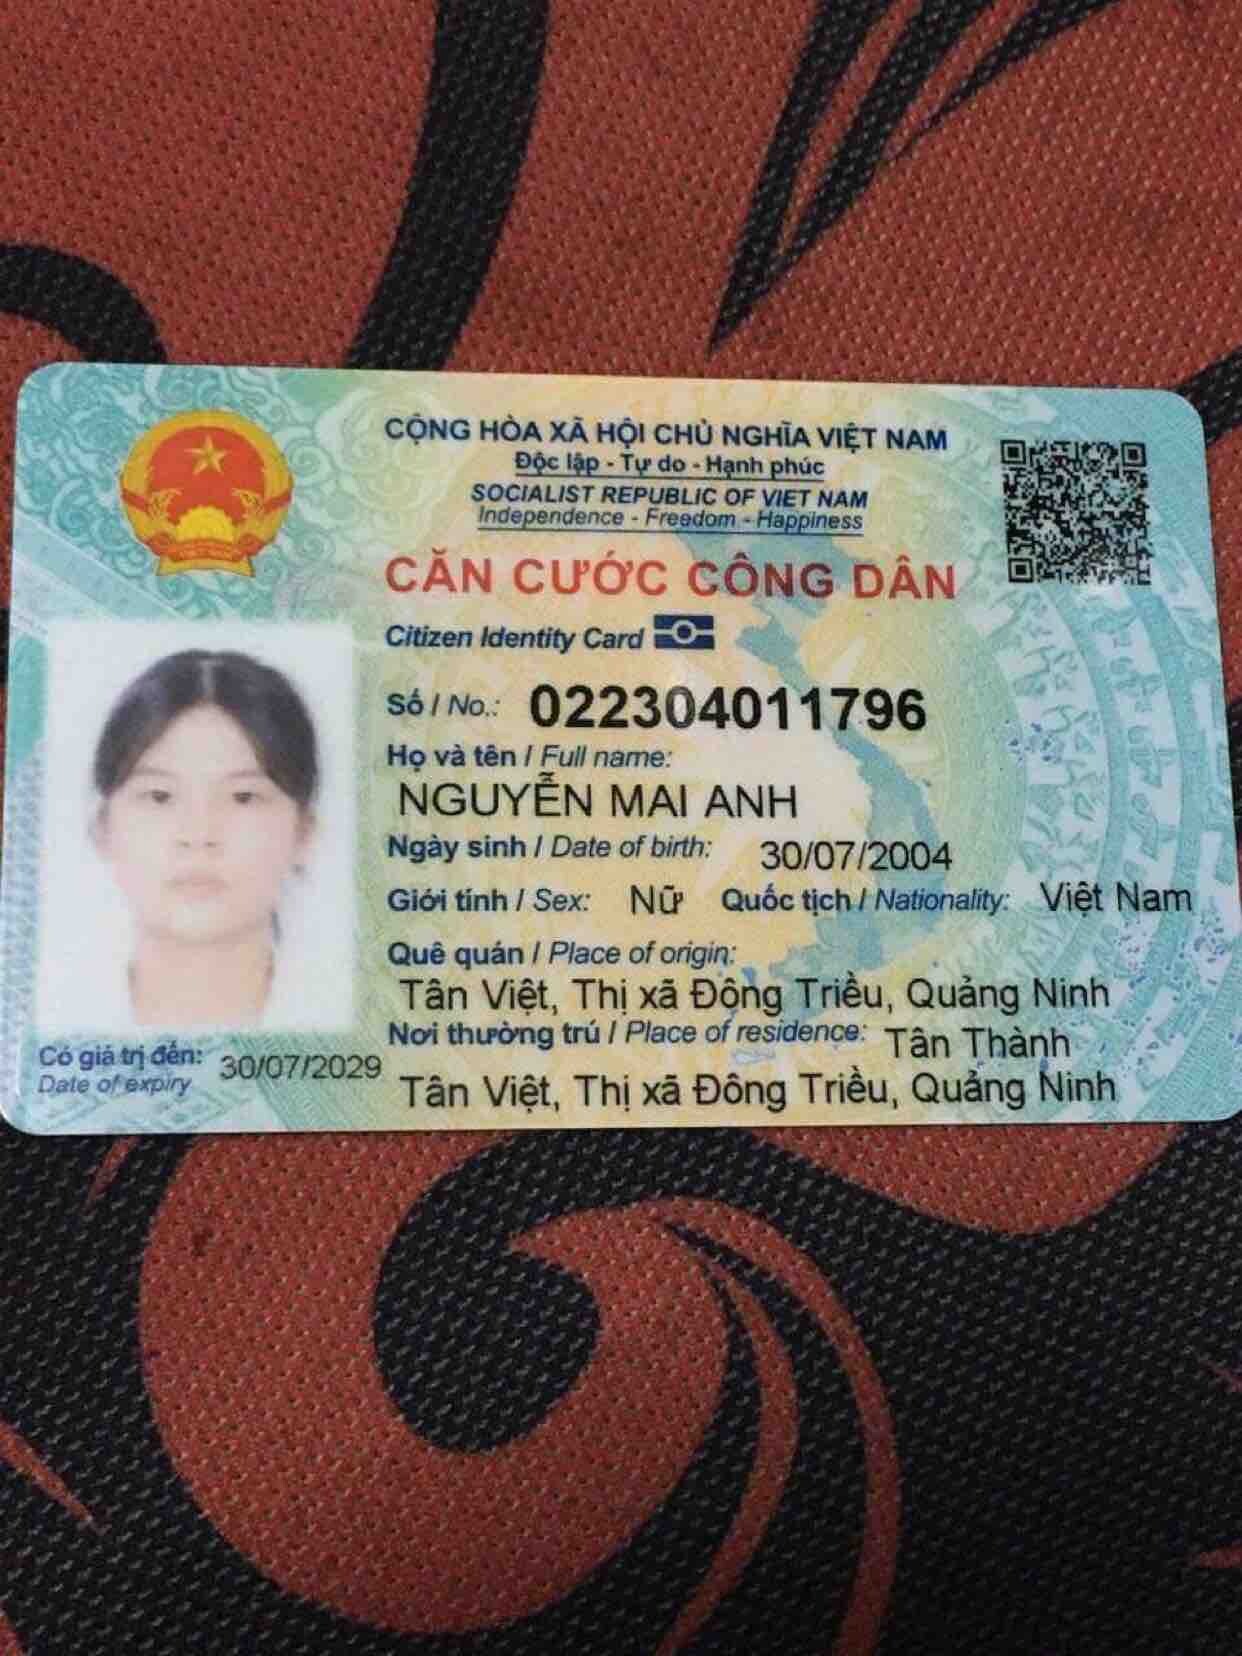 CỘNG HÒA XÃ HỘI CHỦ NGHĨA VIỆT NAM
Độc lập - Tự do - Hạnh phúc
SOCIALIST REPUBLIC OF VIET NAM
Independence - Freedom - Happiness
CĂN CƯỚC CÔNG DÂN
Citizen Identity Card
Số / No.: 022304011796
Họ và tên / Full name:
NGUYỄN MAI ANH
Ngày sinh / Date of birth: 30/07/2004
Giới tính / Sex: Nữ Quốc tịch / Nationality: Việt Nam
Quê quán / Place of origin:
Tân Việt, Thị xã Đông Triều, Quảng Ninh
Nơi thường trú / Place of residence: Tân Thành
Tân Việt, Thị xã Đông Triều, Quảng Ninh
Có giá trị đến: 30/07/2029
Date of expiry